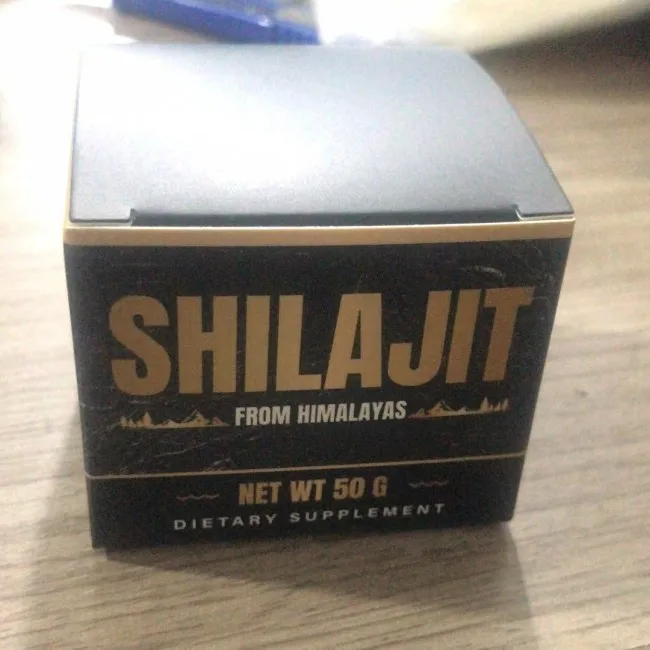 SHILAJIT
FROM HIMALAYAS
NET WT 50 G
DIETARY SUPPLEMENT